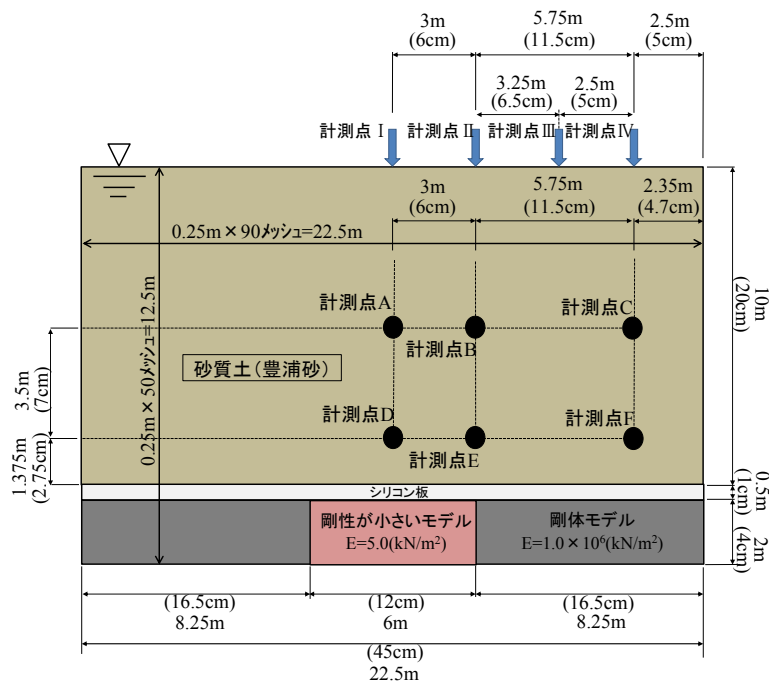 3m
(6cm)
5.75m
(11.5cm)
2.5m
(5cm)
3.25m
(6.5cm)
2.5m
(5cm)
計測点Ⅰ
計測点Ⅱ
計測点Ⅲ
計測点Ⅳ
3m
(6cm)
5.75m
(11.5cm)
2.35m
(4.7cm)
0.25m×90メッシュ=22.5m
0.25m×50メッシュ=12.5m
10m
(20cm)
計測点A
計測点B
計測点C
砂質土(豊浦砂)
3.5m
(7cm)
計測点D
計測点E
計測点F
1.375m
(2.75cm)
シリコン板
0.5m
(1cm)
剛性が小さいモデル
E=5.0(kN/m²)
剛体モデル
E=1.0×10⁶(kN/m²)
2m
(4cm)
(16.5cm)
8.25m
(12cm)
6m
(16.5cm)
8.25m
(45cm)
22.5m